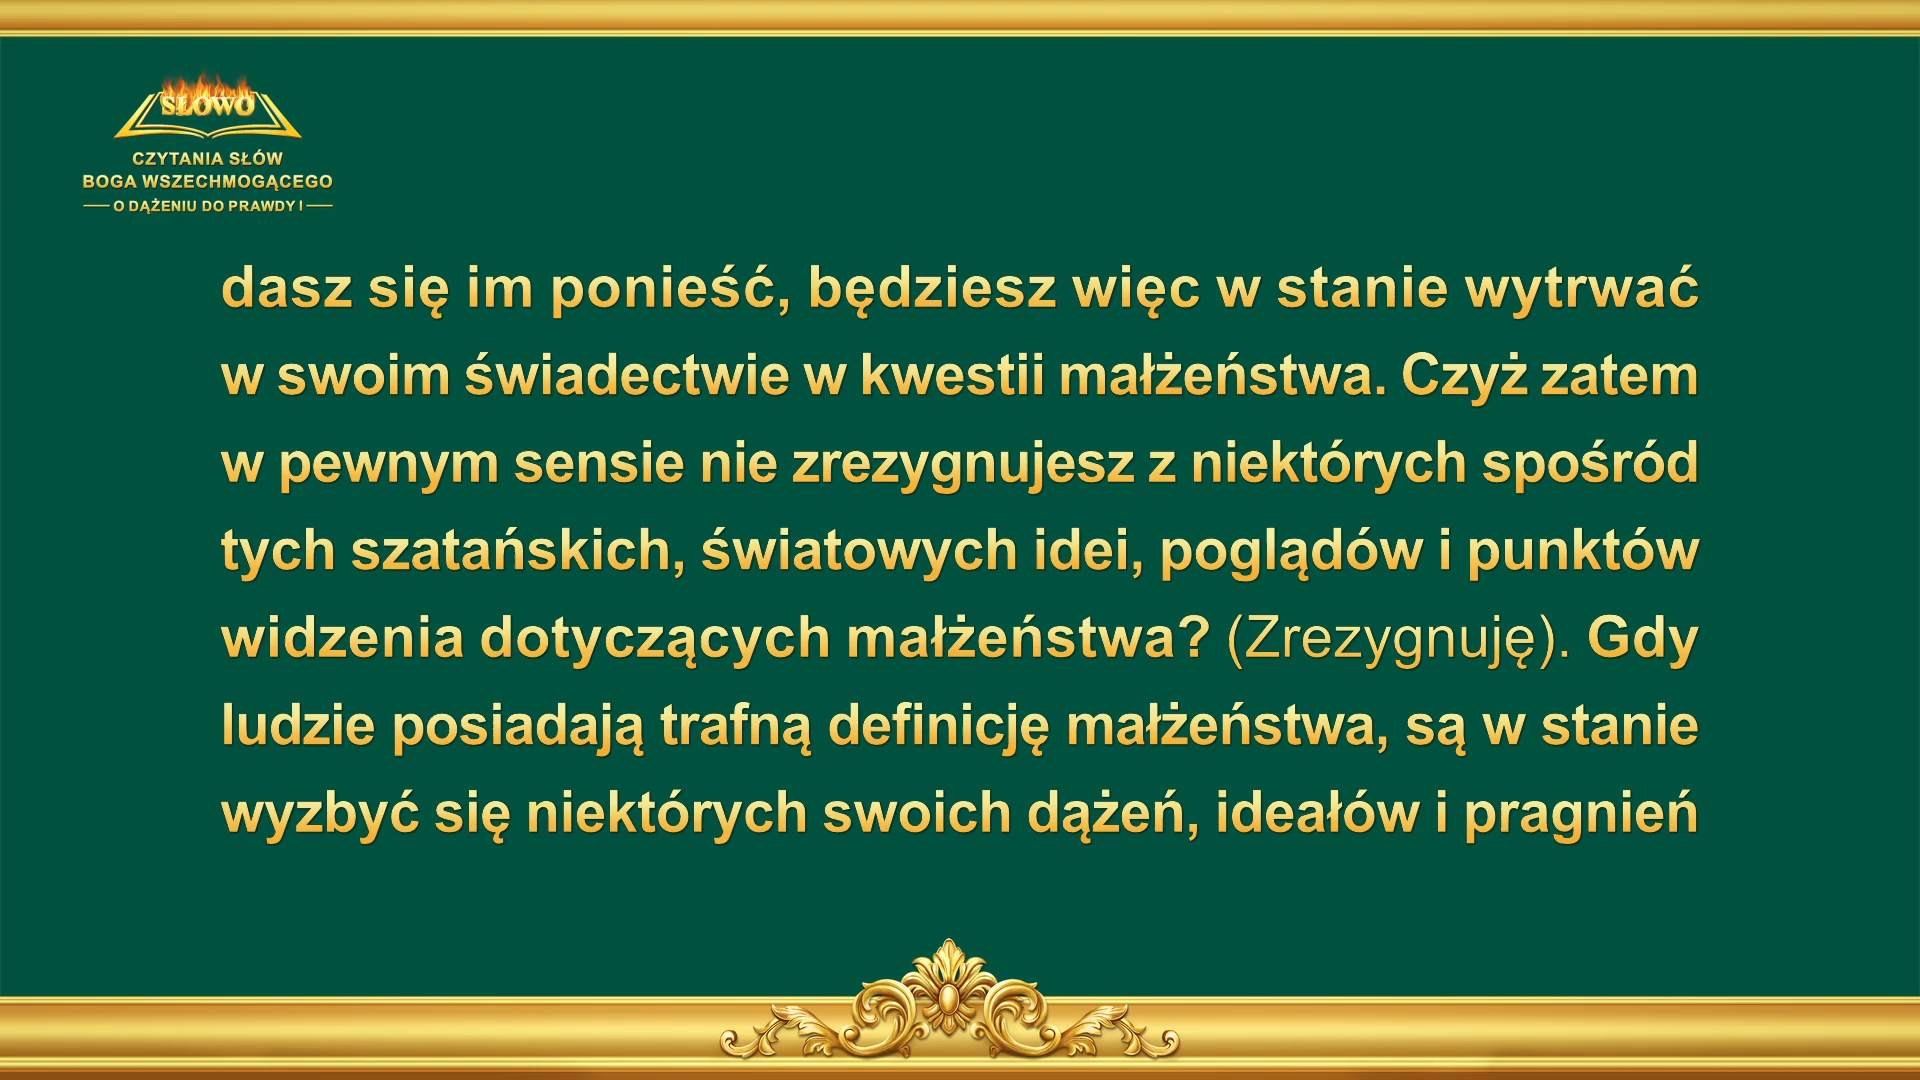 SŁOWO
CZYTANIA SŁÓW
BOGA WSZECHMOGĄCEGO
O DĄŻENIU DO PRAWDY I
dasz się im ponieść, będziesz więc w stanie wytrwać
w swoim świadectwie w kwestii małżeństwa. Czyż zatem
w pewnym sensie nie zrezygnujesz z niektórych spośród
tych szatańskich, światowych idei, poglądów i punktów
widzenia dotyczących małżeństwa? (Zrezygnuję). Gdy
ludzie posiadają trafną definicję małżeństwa, są w stanie
wyzbyć się niektórych swoich dążeń, ideałów i pragnień